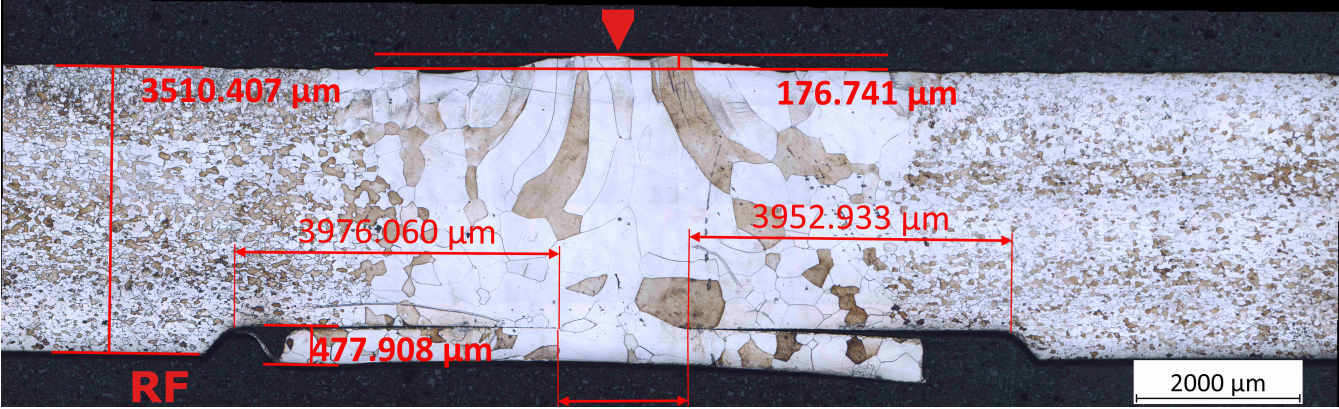 3510.407 µm
176.741 µm
3976.060 µm
3952.933 µm
477.908 µm
RF
2000 µm